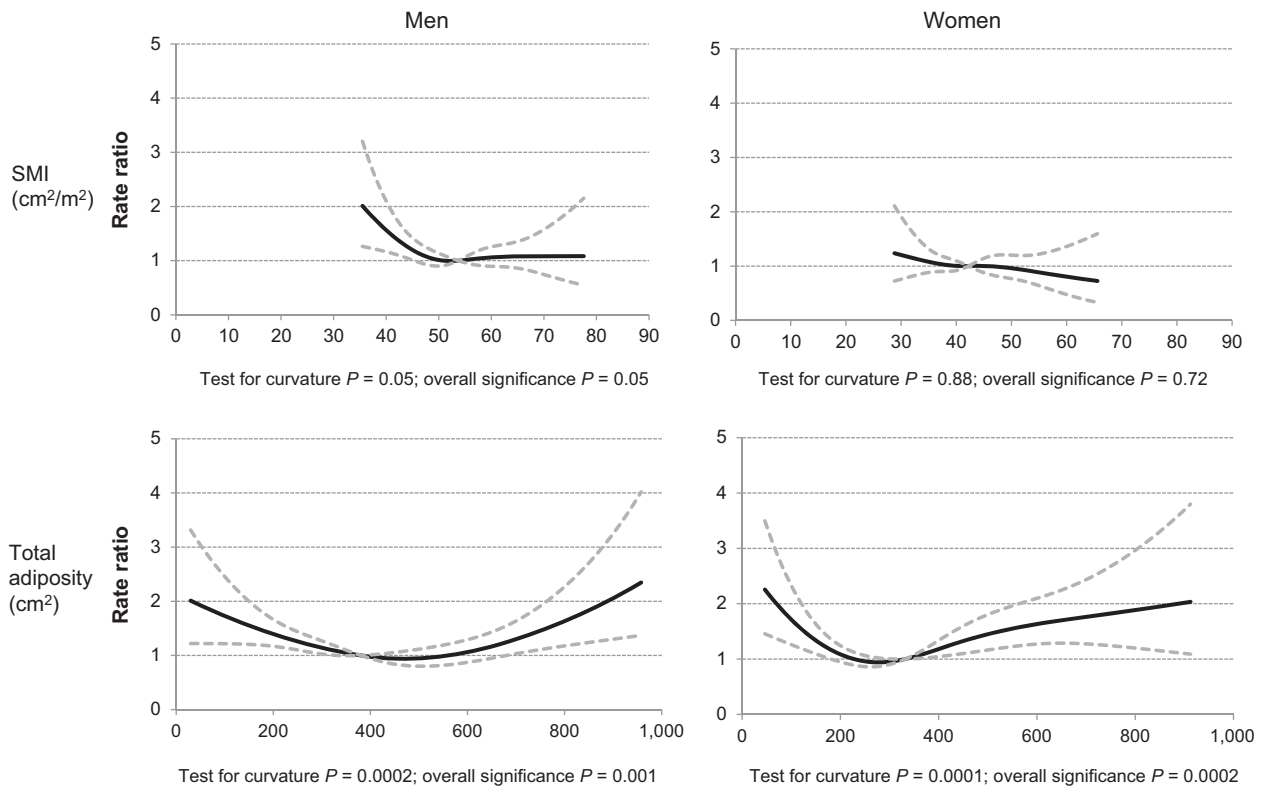 Men
Women
SMI
(cm²/m²)
Rate ratio
5
4
3
2
1
0
0 10 20 30 40 50 60 70 80 90
Test for curvature P = 0.05; overall significance P = 0.05
5
4
3
2
1
0
0 10 20 30 40 50 60 70 80 90
Test for curvature P = 0.88; overall significance P = 0.72
Total
adiposity
(cm²)
Rate ratio
5
4
3
2
1
0
0 200 400 600 800 1,000
Test for curvature P = 0.0002; overall significance P = 0.001
5
4
3
2
1
0
0 200 400 600 800 1,000
Test for curvature P = 0.0001; overall significance P = 0.0002